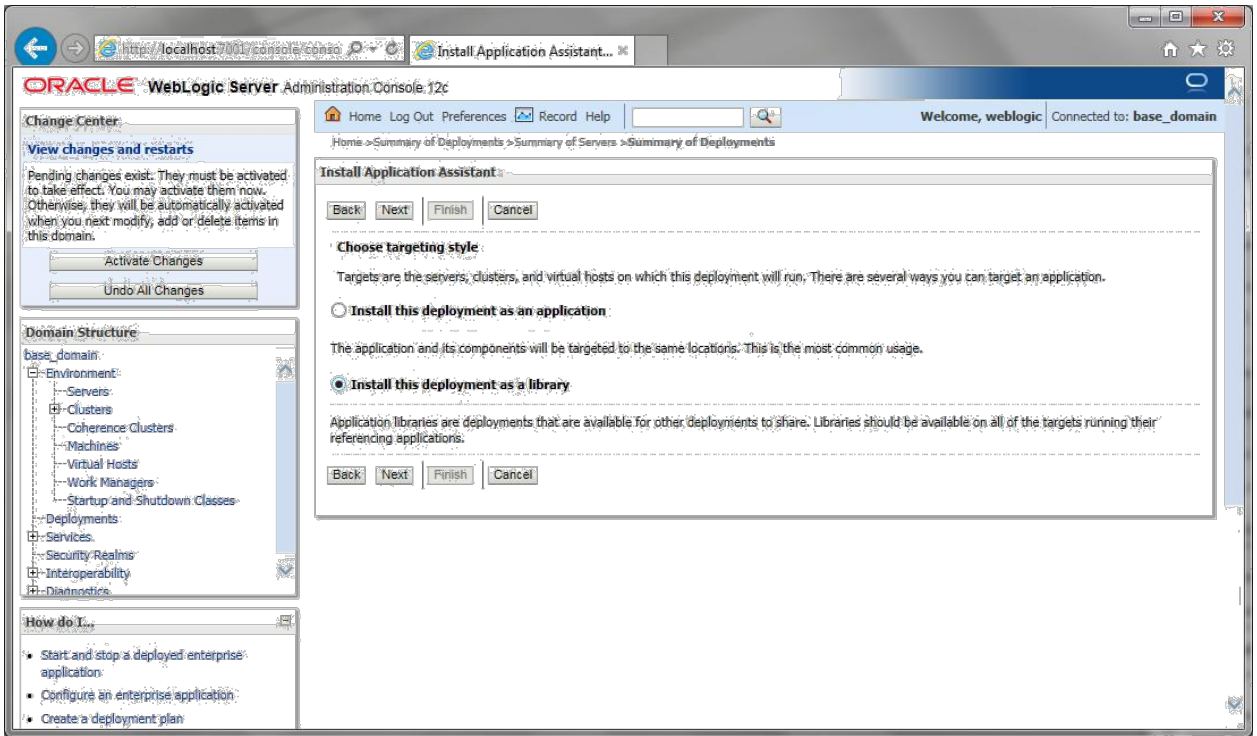 http://localhost:7001/console/conso
Install Application Assistant...
ORACLE WebLogic Server Administration Console 12c
Change Center
View changes and restarts
Pending changes exist. They must be activated
to take effect. You may activate them now.
Otherwise, they will be automatically activated
when you next modify, add or delete items in
this domain.
Activate Changes
Undo All Changes
Domain Structure
base_domain
Environment
Servers
Clusters
Coherence Clusters
Machines
Virtual Hosts
Work Managers
Startup and Shutdown Classes
Deployments
Services
Security Realms
Interoperability
Diagnostics
How do I...
Start and stop a deployed enterprise
application
Configure an enterprise application
Create a deployment plan
Home Log Out Preferences Record Help
Welcome, weblogic Connected to: base_domain
Home >Summary of Deployments >Summary of Servers >Summary of Deployments
Install Application Assistant
Back Next Finish Cancel
Choose targeting style
Targets are the servers, clusters, and virtual hosts on which this deployment will run. There are several ways you can target an application.
Install this deployment as an application
The application and its components will be targeted to the same locations. This is the most common usage.
Install this deployment as a library
Application libraries are deployments that are available for other deployments to share. Libraries should be available on all of the targets running their
referencing applications.
Back Next Finish Cancel